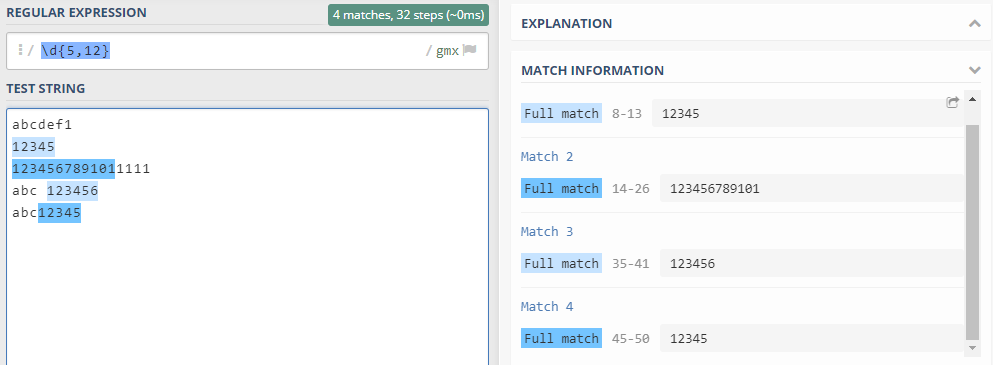 REGULAR EXPRESSION
4 matches, 32 steps (~0ms)
/ \d{5,12} / gmx
TEST STRING
abcdef1
12345
1234567891011111
abc 123456
abc12345
EXPLANATION
MATCH INFORMATION
Full match 8-13 12345
Match 2
Full match 14-26 123456789101
Match 3
Full match 35-41 123456
Match 4
Full match 45-50 12345